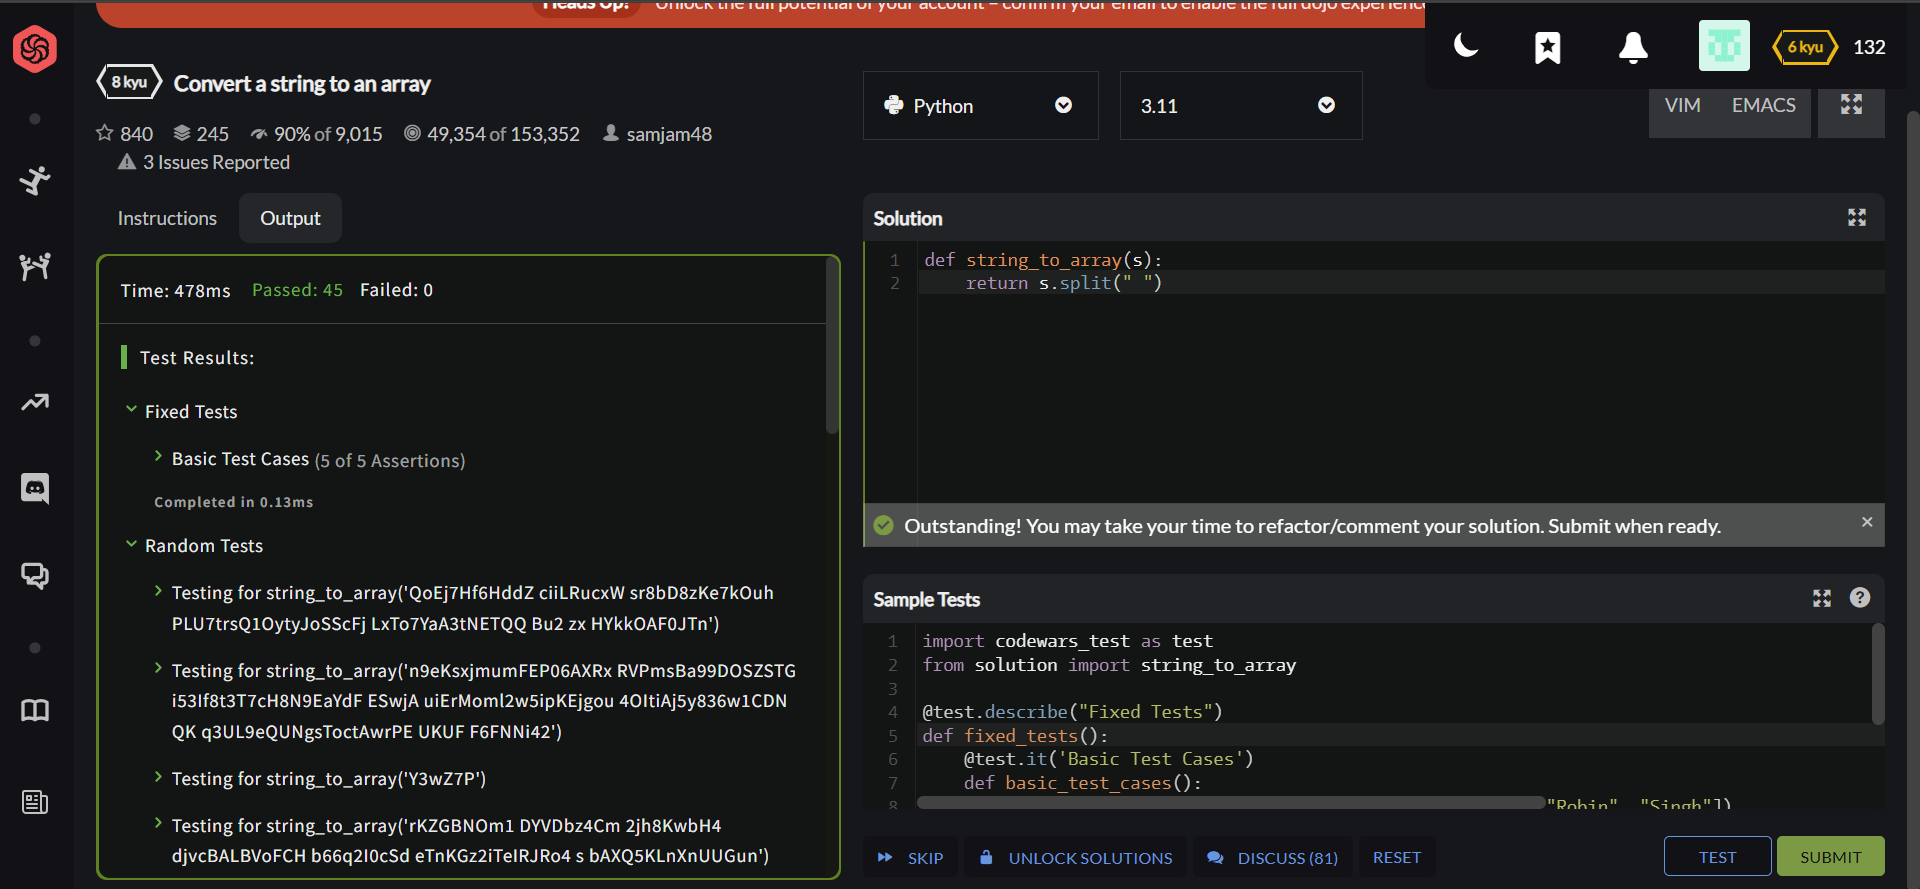 Heads Up! Unlock the full potential of your account – confirm your email to enable the full dojo experience
6 kyu 132
8 kyu Convert a string to an array
840 245 90% of 9,015 49,354 of 153,352 samjam48
3 Issues Reported
Python 3.11
VIM EMACS
Instructions Output
Time: 478ms Passed: 45 Failed: 0
Test Results:
Fixed Tests
Basic Test Cases (5 of 5 Assertions)
Completed in 0.13ms
Random Tests
Testing for string_to_array('QoEj7Hf6HddZ ciiLRucxW sr8bD8zKe7kOuh
PLU7trsQ1OytyJoSScFj LxTo7YaA3tNETQQ Bu2 zx HYkkOAF0JTn')
Testing for string_to_array('n9eKsxjmumFEP06AXRx RVPmsBa99DOSZSTG
i53If8t3T7cH8N9EaYdF ESwjA uiErMoml2w5ipKEjgou 4OItiAj5y836w1CDN
QK q3UL9eQUNgsToctAwrPE UKUF F6FNNi42')
Testing for string_to_array('Y3wZ7P')
Testing for string_to_array('rKZGBNOm1 DYVDbz4Cm 2jh8KwbH4
djvcBALBVoFCH b66q2I0cSd eTnKGz2iTeIRJRo4 s bAXQ5KLnXnUUGun')
Solution
1 def string_to_array(s):
2 return s.split(" ")
Outstanding! You may take your time to refactor/comment your solution. Submit when ready.
Sample Tests
1 import codewars_test as test
2 from solution import string_to_array
3
4 @test.describe("Fixed Tests")
5 def fixed_tests():
6 @test.it('Basic Test Cases')
7 def basic_test_cases():
8 "Robin", "Singh"])
SKIP UNLOCK SOLUTIONS DISCUSS (81) RESET TEST SUBMIT